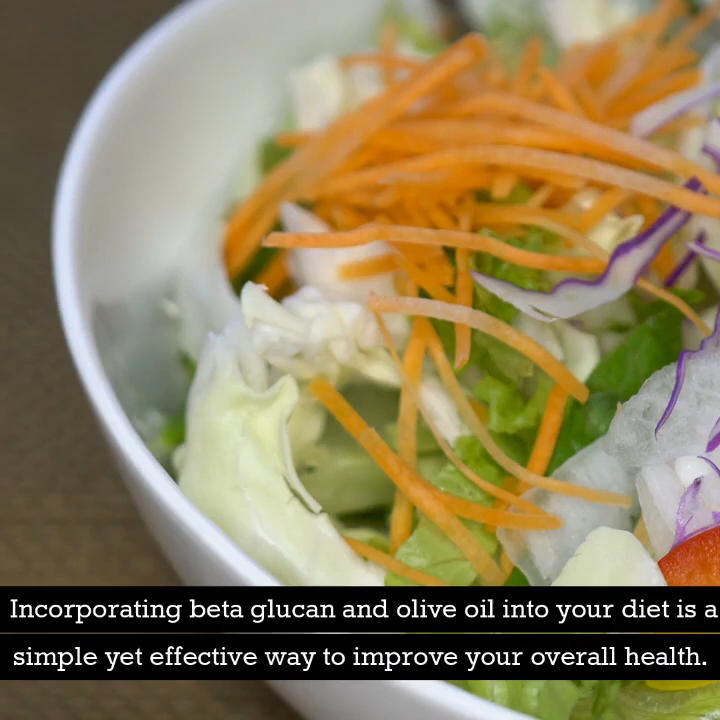 Incorporating beta glucan and olive oil into your diet is a
simple yet effective way to improve your overall health.